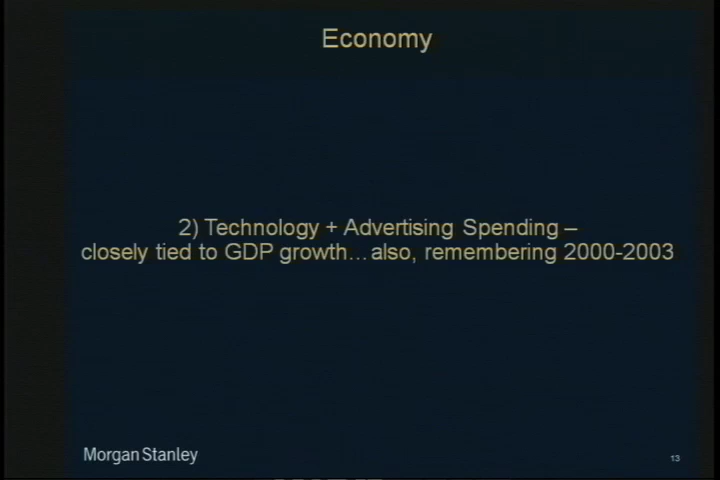 Economy
2) Technology + Advertising Spending –
closely tied to GDP growth…also, remembering 2000-2003
Morgan Stanley
13